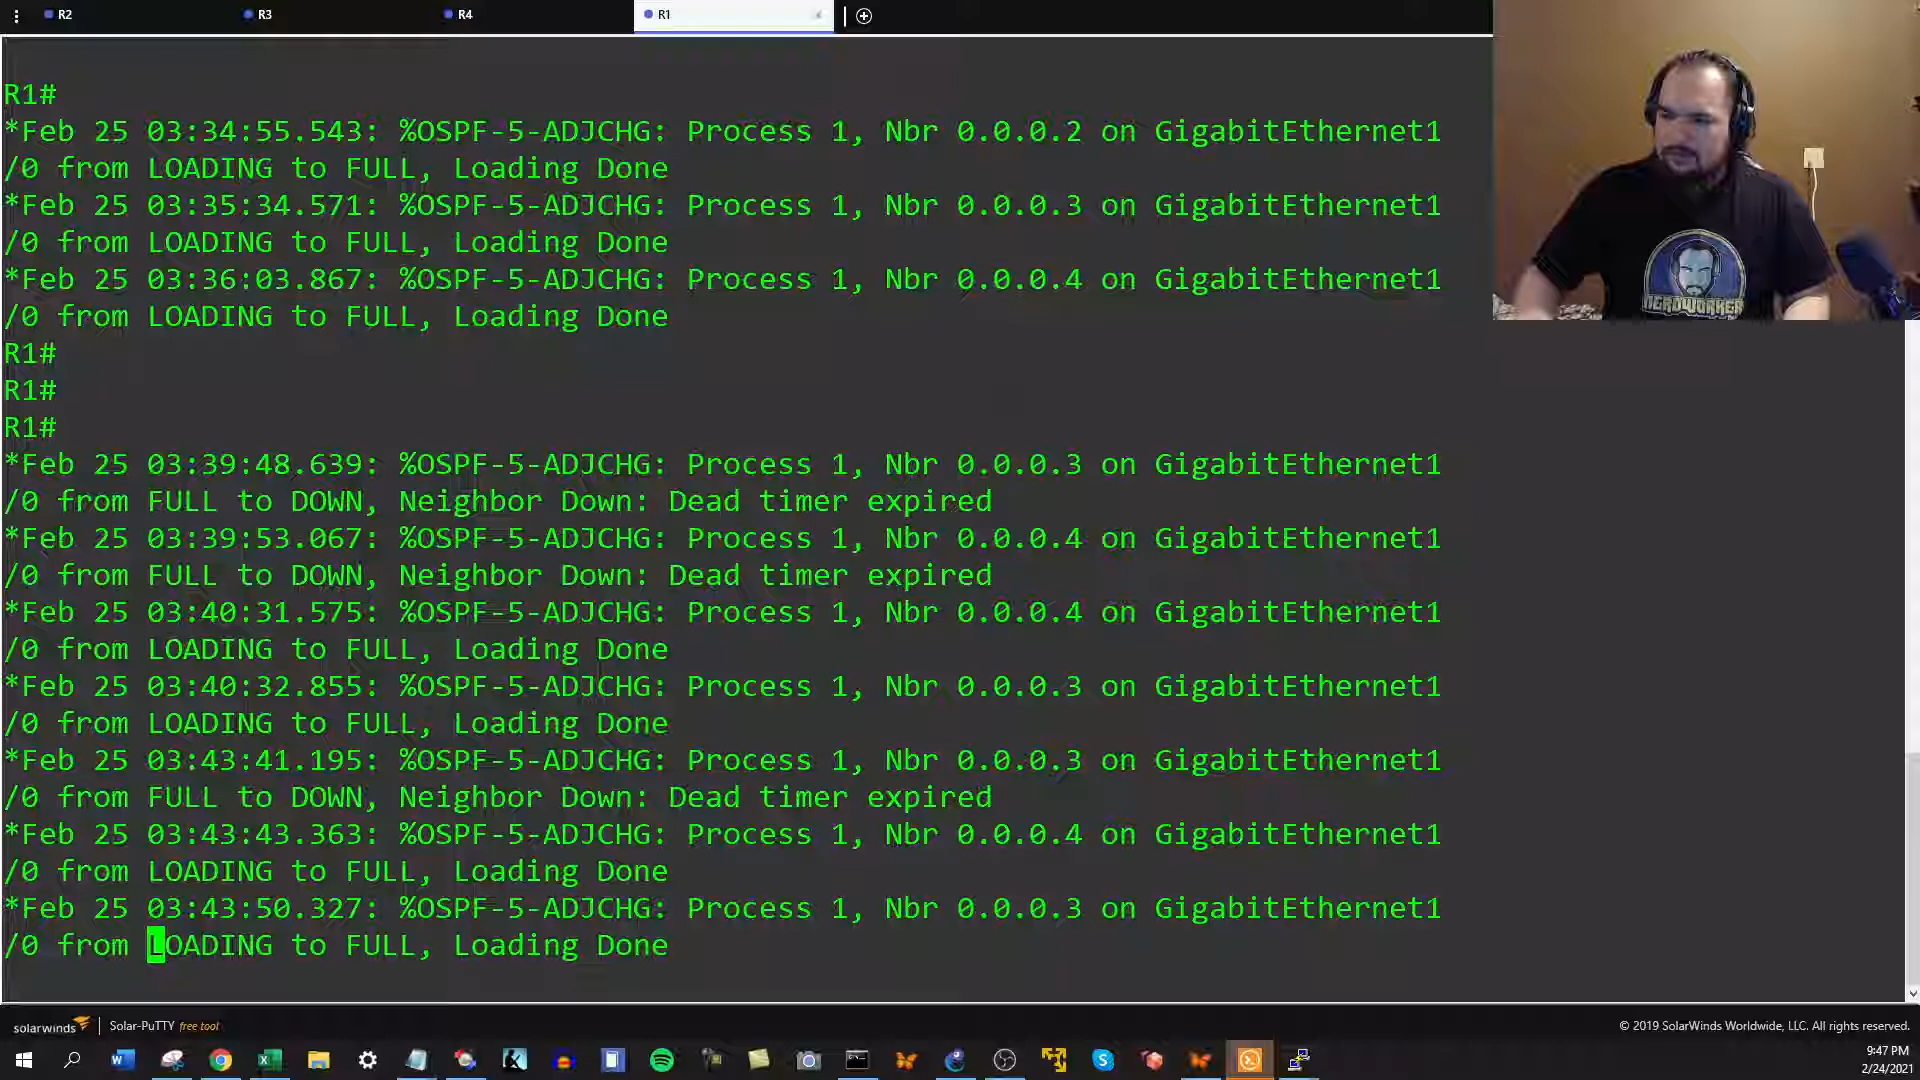 R2
R3
R4
R1
R1#
*Feb 25 03:34:55.543: %OSPF-5-ADJCHG: Process 1, Nbr 0.0.0.2 on GigabitEthernet1
/0 from LOADING to FULL, Loading Done
*Feb 25 03:35:34.571: %OSPF-5-ADJCHG: Process 1, Nbr 0.0.0.3 on GigabitEthernet1
/0 from LOADING to FULL, Loading Done
*Feb 25 03:36:03.867: %OSPF-5-ADJCHG: Process 1, Nbr 0.0.0.4 on GigabitEthernet1
/0 from LOADING to FULL, Loading Done
R1#
R1#
R1#
*Feb 25 03:39:48.639: %OSPF-5-ADJCHG: Process 1, Nbr 0.0.0.3 on GigabitEthernet1
/0 from FULL to DOWN, Neighbor Down: Dead timer expired
*Feb 25 03:39:53.067: %OSPF-5-ADJCHG: Process 1, Nbr 0.0.0.4 on GigabitEthernet1
/0 from FULL to DOWN, Neighbor Down: Dead timer expired
*Feb 25 03:40:31.575: %OSPF-5-ADJCHG: Process 1, Nbr 0.0.0.4 on GigabitEthernet1
/0 from LOADING to FULL, Loading Done
*Feb 25 03:40:32.855: %OSPF-5-ADJCHG: Process 1, Nbr 0.0.0.3 on GigabitEthernet1
/0 from LOADING to FULL, Loading Done
*Feb 25 03:43:41.195: %OSPF-5-ADJCHG: Process 1, Nbr 0.0.0.3 on GigabitEthernet1
/0 from FULL to DOWN, Neighbor Down: Dead timer expired
*Feb 25 03:43:43.363: %OSPF-5-ADJCHG: Process 1, Nbr 0.0.0.4 on GigabitEthernet1
/0 from LOADING to FULL, Loading Done
*Feb 25 03:43:50.327: %OSPF-5-ADJCHG: Process 1, Nbr 0.0.0.3 on GigabitEthernet1
/0 from LOADING to FULL, Loading Done
NERDWORKER
solarwinds | Solar-PuTTY free tool
© 2019 SolarWinds Worldwide, LLC. All rights reserved.
9:47 PM
2/24/2021